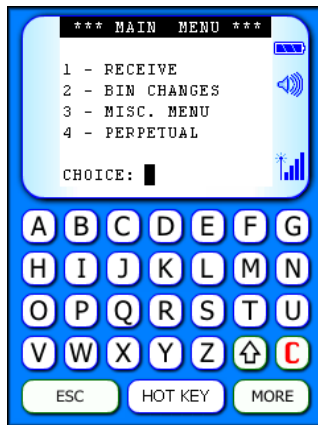 *** MAIN MENU ***
1 - RECEIVE
2 - BIN CHANGES
3 - MISC. MENU
4 - PERPETUAL
CHOICE:
A B C D E F G
H I J K L M N
O P Q R S T U
V W X Y Z C
ESC HOT KEY MORE